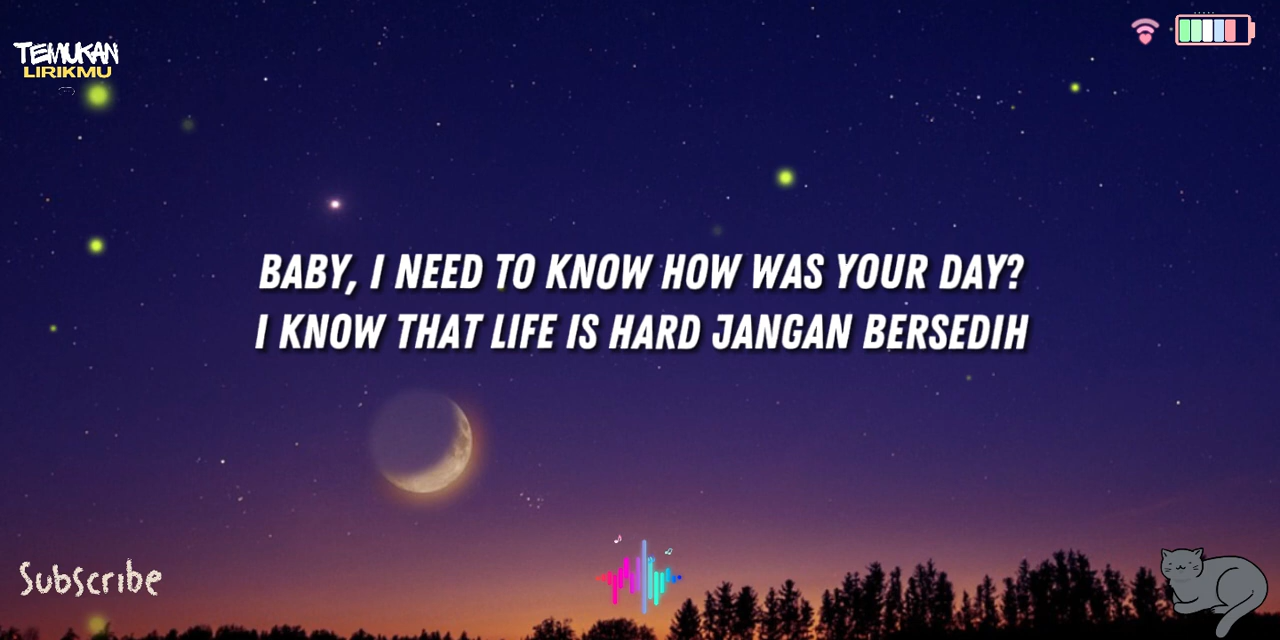 TEMUKAN
LIRIKMU
BABY, I NEED TO KNOW HOW WAS YOUR DAY?
I KNOW THAT LIFE IS HARD JANGAN BERSEDIH
Subscribe